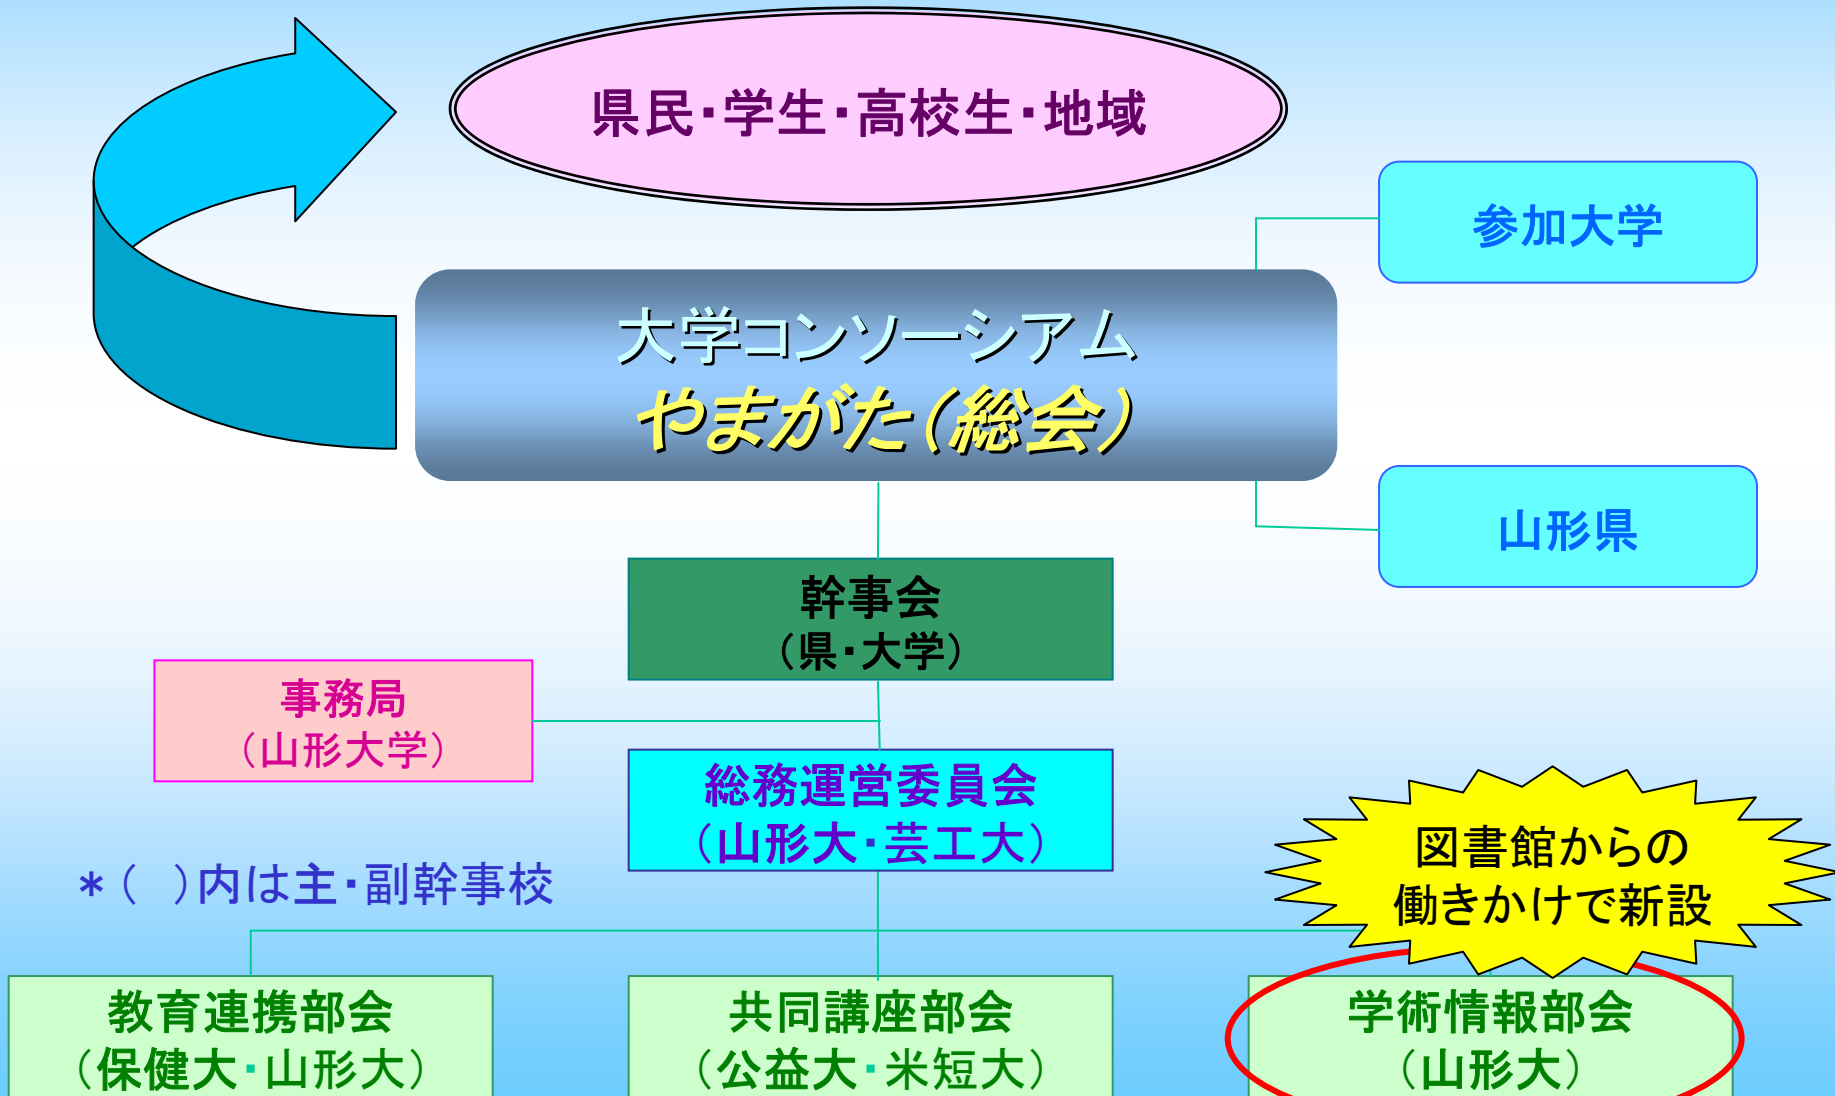 県民・学生・高校生・地域
参加大学
大学コンソーシアム
やまがた（総会）
山形県
幹事会
（県・大学）
事務局
（山形大学）
総務運営委員会
（山形大・芸工大）
図書館からの
働きかけで新設
＊（　）内は主・副幹事校
教育連携部会
（保健大・山形大）
共同講座部会
（公益大・米短大）
学術情報部会
（山形大）